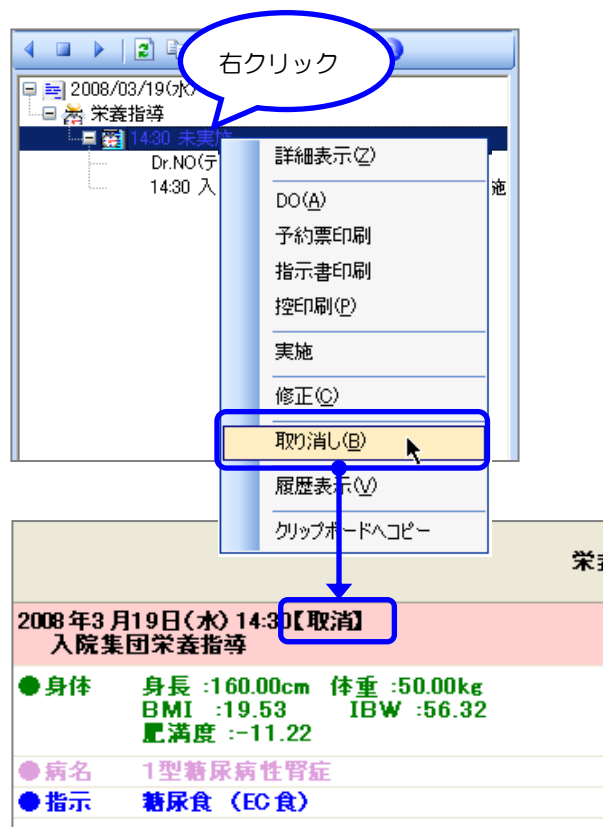 右クリック
2008/03/19(水)
栄養指導
14:30 未実施
Dr.NO(テ
14:30 入
施
詳細表示(Z)
DO(A)
予約票印刷
指示書印刷
控印刷(P)
実施
修正(C)
取り消し(B)
履歴表示(V)
クリップボードへコピー
栄養
2008年3月19日(水) 14:30【取消】
入院集団栄養指導
●身体 身長 :160.00cm 体重 :50.00kg
BMI :19.53 IBW :56.32
肥満度 :-11.22
●病名 1型糖尿病性腎症
●指示 糖尿食 (EC食)